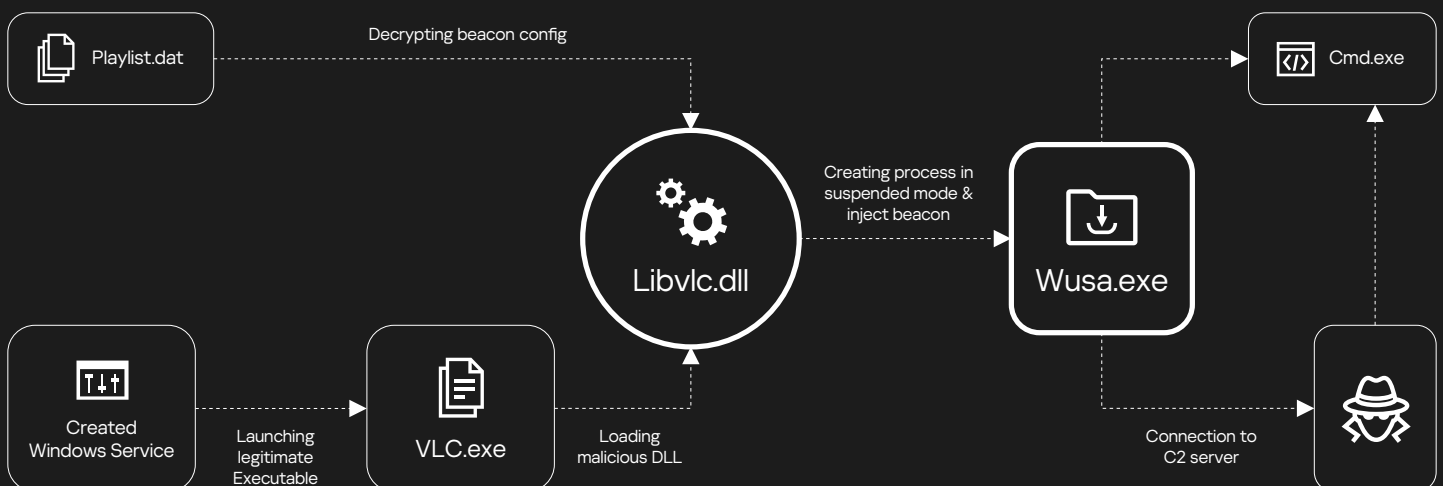 Playlist.dat
Decrypting beacon config
Cmd.exe
Creating process in
suspended mode &
inject beacon
Libvlc.dll
Wusa.exe
Created
Windows Service
Launching
legitimate
Executable
VLC.exe
Loading
malicious DLL
Connection to
C2 server